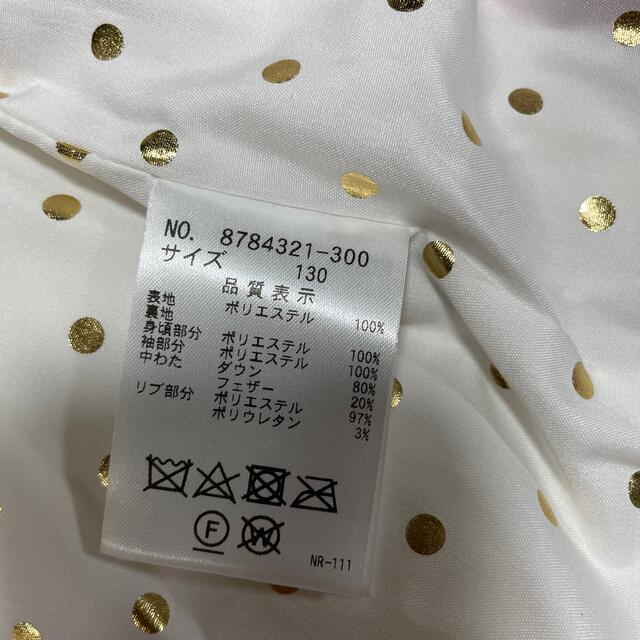 NO. 8784321-300
サイズ 130
品質表示
表地 ポリエステル 100%
裏地
身頃部分 ポリエステル 100%
袖部分 ポリエステル 100%
中わた ダウン 80%
フェザー 20%
リブ部分 ポリエステル 97%
ポリウレタン 3%
F
W
NR-111